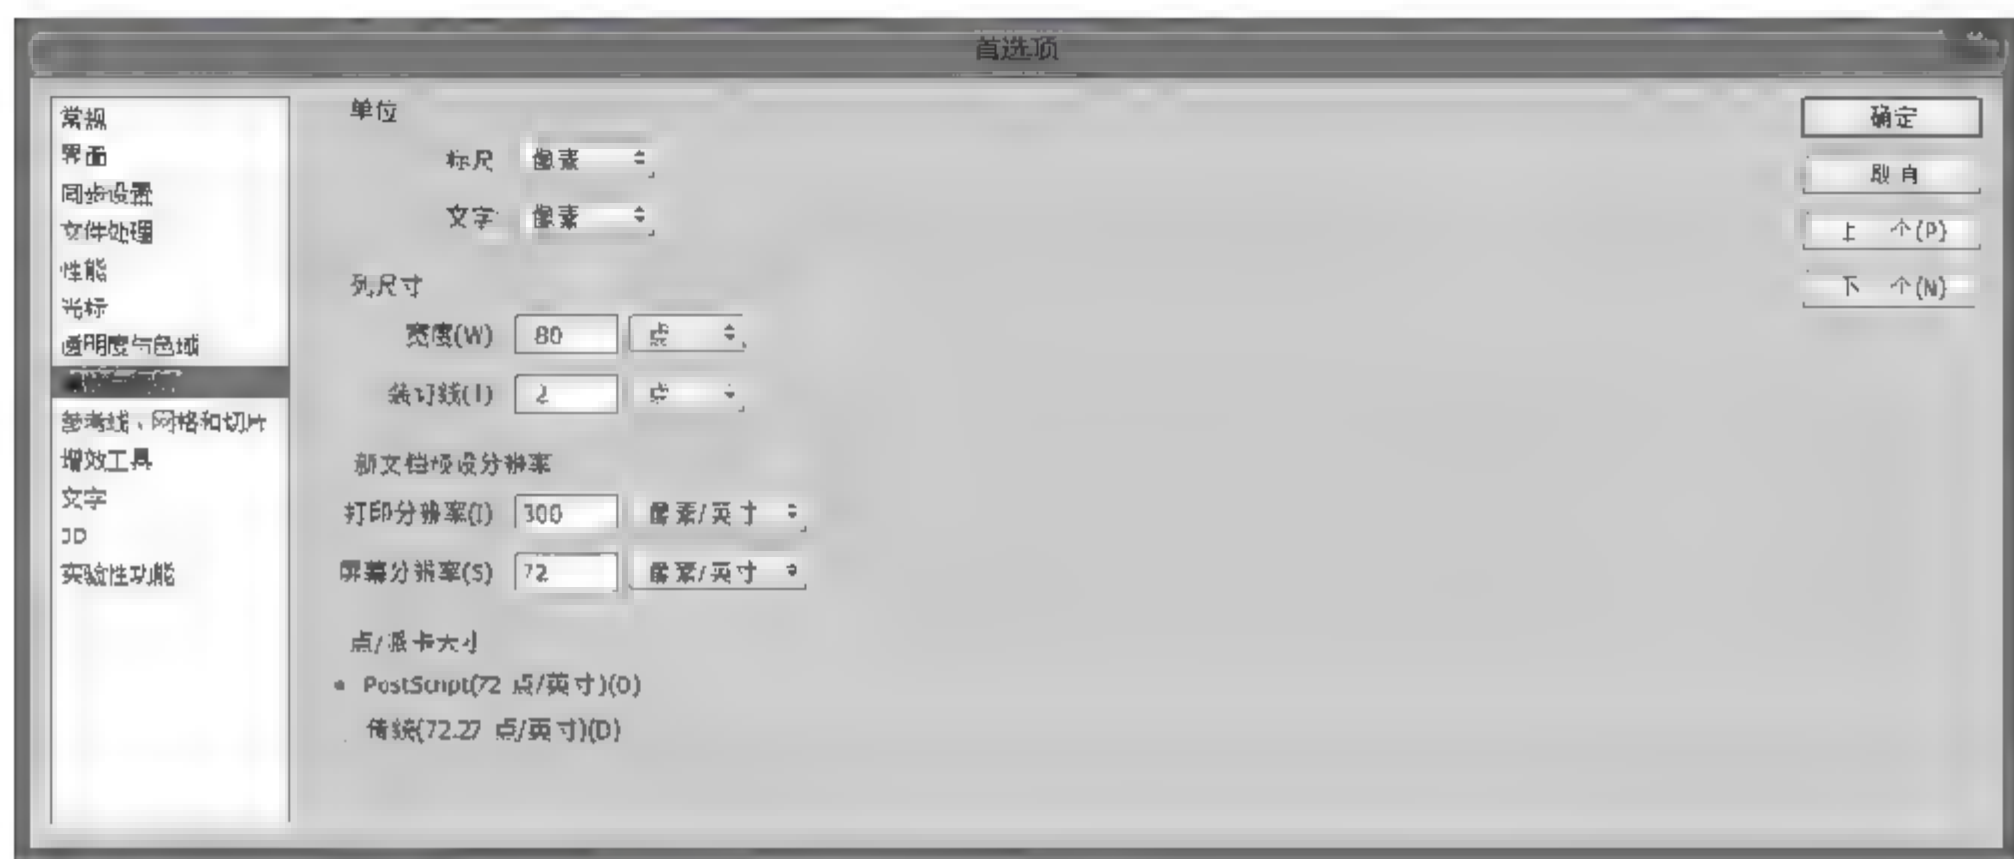 首选项
常规
界面
同步设置
文件处理
性能
光标
透明度与色域
参考线、网格和切片
增效工具
文字
3D
实验性功能
单位
标尺 像素
文字 像素
列尺寸
宽度(W) 80 点
装订线(T) 2 点
新文档预设分辨率
打印分辨率(I) 300 像素/英寸
屏幕分辨率(S) 72 像素/英寸
点/派卡大小
PostScript(72 点/英寸)(O)
传统(72.27 点/英寸)(D)
确定
取消
上 个(P)
下 个(N)